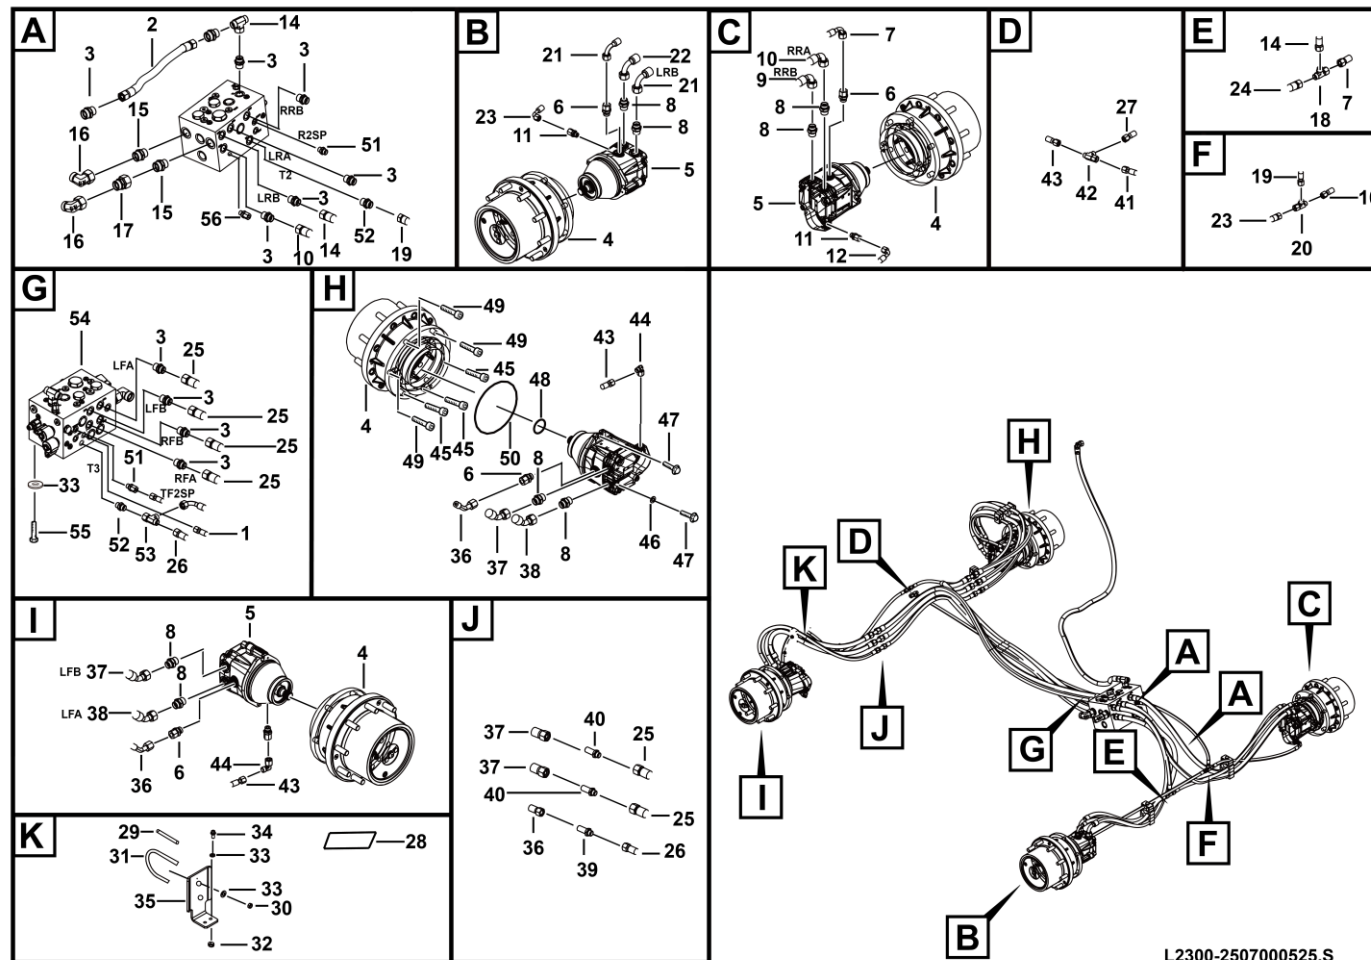 A
3 2 14
3 3
RRB
15
16
R2SP 51
LRA
T2
3
LRB 3
56
16 17 15 3 10 14 52 19
B
21 22
LRB
21
6 8
23
11 8
5
4
C
7
10 RRA
9 RRB
6
8
8
5
4
11
12
D
27
43 42 41
E
14
24 7
18
F
19
23
20
G
54
3 25
LFA
3
LFB
25
3
RFB
25
3
RFA
25
T3 51
33
TF2SP
55 52 53 26 1
H
49
44
43
49
45
48
4
47
49 45 45 50
6 8
36 37 38 8 46 47
I
5
8 4
LFB 37
8
LFA 38
36 6 44 43
J
37 40 25
37
40 25
36 39 26
K
29 34 28
31 33
33
35 30
32
H
D
K
C
A
A
J G
E
I
F
B
L2300-2507000525.S